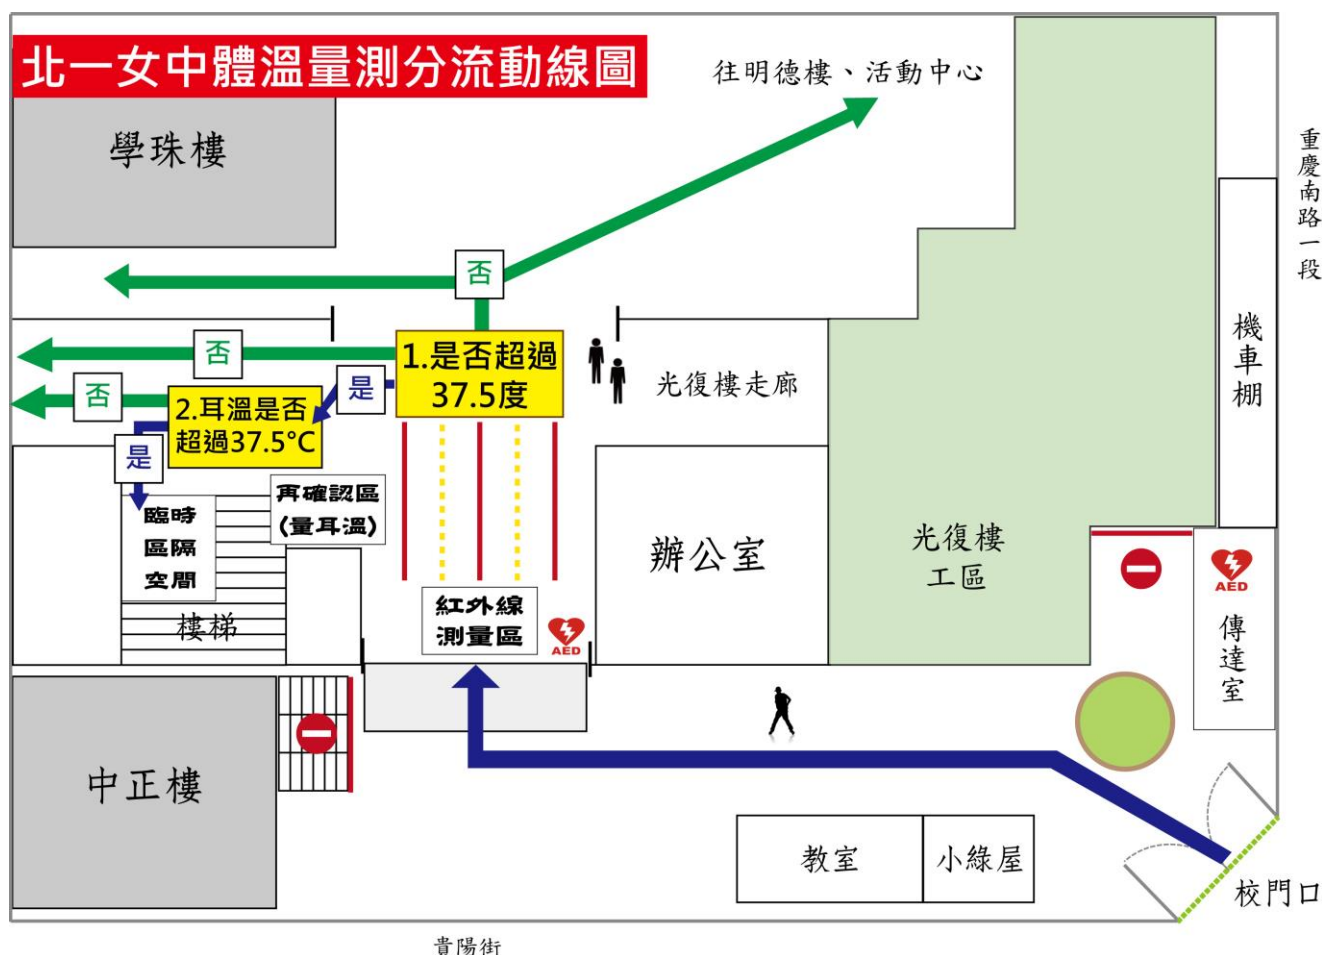 北一女中體溫量測分流動線圖
往明德樓、活動中心
學珠樓
重慶南路一段
否
機車棚
否
1.是否超過
37.5度
光復樓走廊
否
是
2.耳溫是否
超過37.5°C
是
再確認區
(量耳溫)
臨時
區隔
空間
樓梯
辦公室
光復樓
工區
AED
傳達室
紅外線
測量區
AED
中正樓
教室
小綠屋
校門口
貴陽街